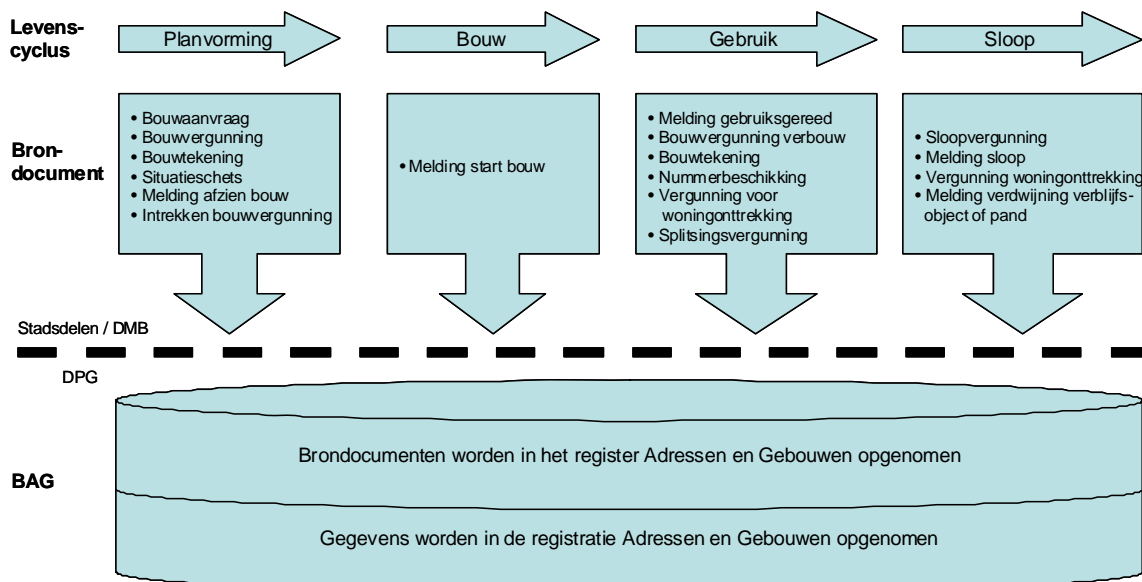 Levens-
cyclus
Planvorming
Bouw
Gebruik
Sloop
Bron-
document
• Bouwaanvraag
• Bouwvergunning
• Bouwtekening
• Situatieschets
• Melding afzien bouw
• Intrekken bouwvergunning
• Melding start bouw
• Melding gebruiksgereed
• Bouwvergunning verbouw
• Bouwtekening
• Nummerbeschikking
• Vergunning voor
woningonttrekking
• Splitsingsvergunning
• Sloopvergunning
• Melding sloop
• Vergunning woningonttrekking
• Melding verdwijning verblijfs-
object of pand
Stadsdelen / DMB
DPG
BAG
Brondocumenten worden in het register Adressen en Gebouwen opgenomen
Gegevens worden in de registratie Adressen en Gebouwen opgenomen